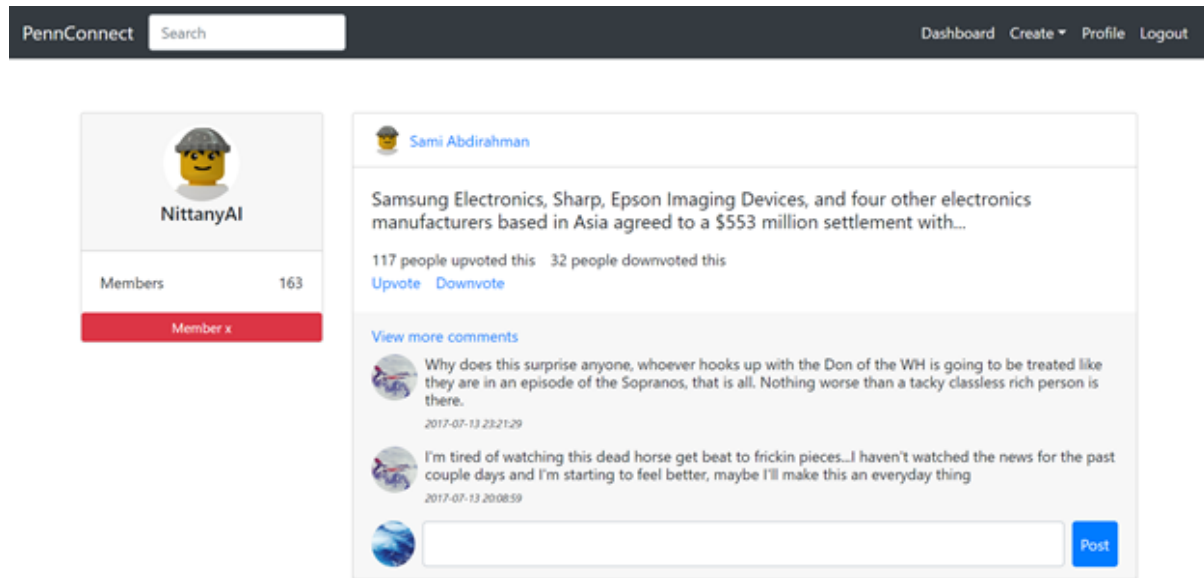 PennConnect Search Dashboard Create Profile Logout
NittanyAI
Members 163
Member x
Sami Abdirahman
Samsung Electronics, Sharp, Epson Imaging Devices, and four other electronics
manufacturers based in Asia agreed to a $553 million settlement with...
117 people upvoted this 32 people downvoted this
Upvote Downvote
View more comments
Why does this surprise anyone, whoever hooks up with the Don of the WH is going to be treated like
they are in an episode of the Sopranos, that is all. Nothing worse than a tacky classless rich person is
there.
2017-07-13 23:21:29
I'm tired of watching this dead horse get beat to frickin pieces...I haven't watched the news for the past
couple days and I'm starting to feel better, maybe I'll make this an everyday thing
2017-07-13 20:08:59
Post